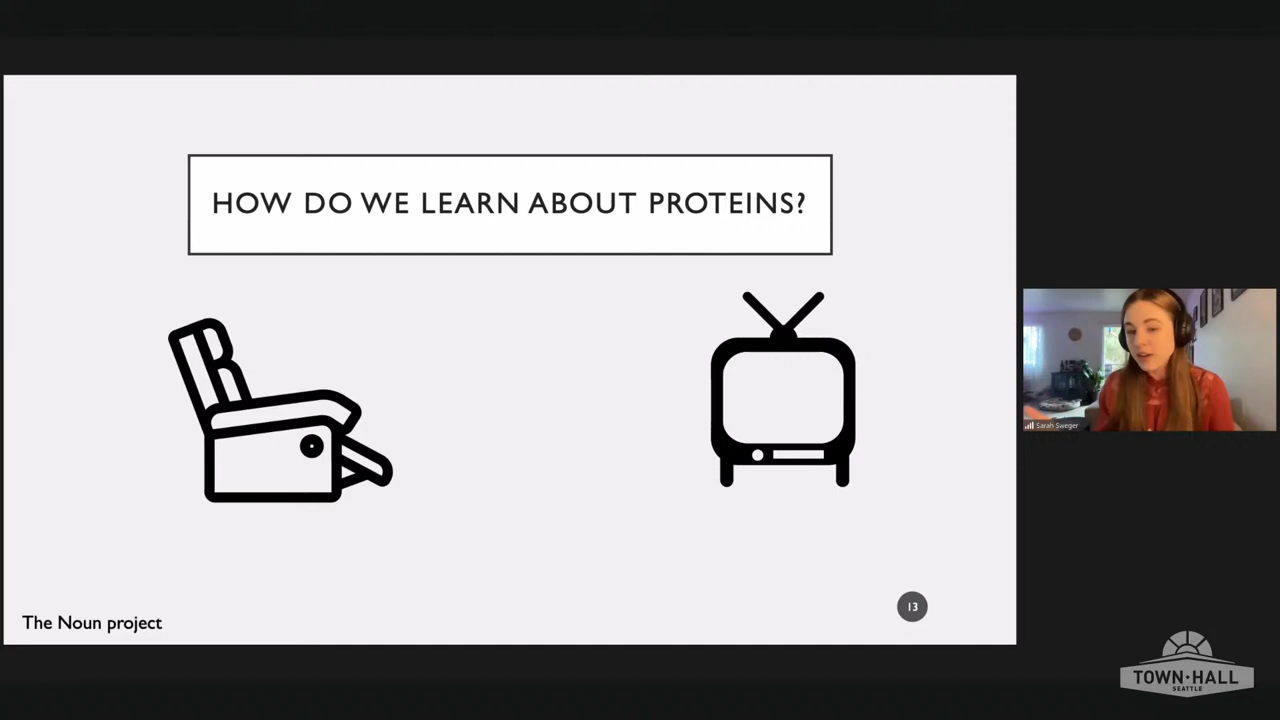 HOW DO WE LEARN ABOUT PROTEINS?
Sarah Sweger
13
The Noun project
TOWN·HALL
SEATTLE